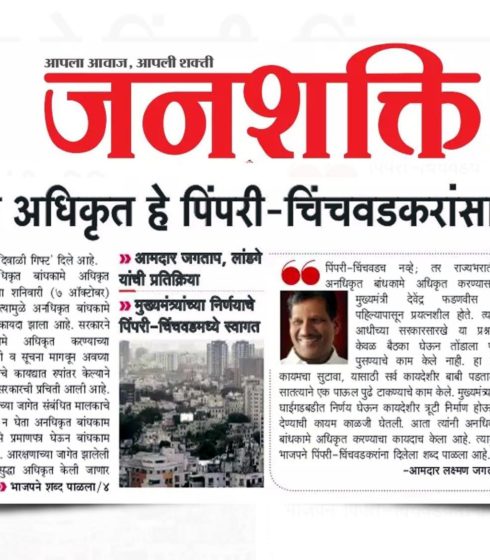 आपला आवाज, आपली शक्ती
जनशक्ति
अधिकृत हे पिंपरी-चिंचवडकरांसा
दिवाळी गिफ्ट' दिले आहे.
धिकृत बांधकामे अधिकृत
शनिवारी (७ ऑक्टोबर)
त्यामुळे अनधिकृत बांधकामे
कायदा झाला आहे. सरकारने
अधिकृत करण्याच्या
व सूचना मागवून अवघ्या
कायद्यात रुपांतर केल्याने
सरकारची प्रचिती आली आहे.
च्या जागेत संबंधित मालकाचे
न घेता अनधिकृत बांधकाम
प्रमाणपत्र घेऊन बांधकाम
आरक्षणाच्या जागेत झालेली
सुद्धा अधिकृत केली जाणार
भाजपने शब्द पाळला/४
आमदार जगताप, लांडगे
यांची प्रतिक्रिया
मुख्यमंत्र्यांच्या निर्णयाचे
पिंपरी-चिंचवडमध्ये स्वागत
पिंपरी-चिंचवडच नव्हे; तर राज्यभरात
अनधिकृत बांधकामे अधिकृत करण्यास
मुख्यमंत्री देवेंद्र फडणवीस
पहिल्यापासून प्रयत्नशील होते. त्य
आधीच्या सरकारसारखे या प्रश्न
केवळ बैठका घेऊन तोंडाला प
पुसण्याचे काम केले नाही. हा
कायमचा सुटावा, यासाठी सर्व कायदेशीर बाबी पडता
सातत्याने एक पाऊल पुढे टाकण्याचे काम केले. मुख्यम
घाईगडबडीत निर्णय घेऊन कायदेशीर त्रूटी निर्माण होऊ
देण्याची कायम काळजी घेतली. आता त्यांनी अनधि
बांधकामे अधिकृत करण्याचा कायदाच केला आहे. त्या
भाजपने पिंपरी-चिंचवडकरांना दिलेला शब्द पाळला आहे.
-आमदार लक्ष्मण जगत